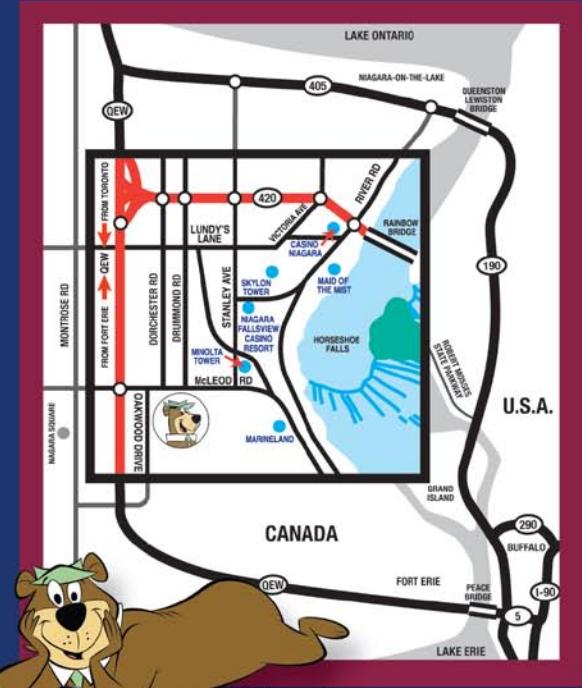 LAKE ONTARIO
NIAGARA-ON-THE-LAKE
405
QUEENSTON
LEWISTON
BRIDGE
QEW
FROM TORONTO
RIVER RD
420
VICTORIA AVE
LUNDY'S
LANE
RAINBOW
BRIDGE
CASINO
NIAGARA
QEW
190
SKYLON
TOWER
MAID OF
THE MIST
MONTROSE RD
FROM FORT ERIE
DORCHESTER RD
DRUMMOND RD
STANLEY AVE
NIAGARA
FALLSVIEW
CASINO
RESORT
HORSESHOE
FALLS
MINOLTA
TOWER
McLEOD RD
ROBERT MOSSES
STATE PARKWAY
U.S.A.
OAKWOOD DRIVE
NAGARA SQUARE
MARINELAND
GRAND
ISLAND
CANADA
290
BUFFALO
QEW
FORT ERIE
PEACE
BRIDGE
I-90
5
LAKE ERIE